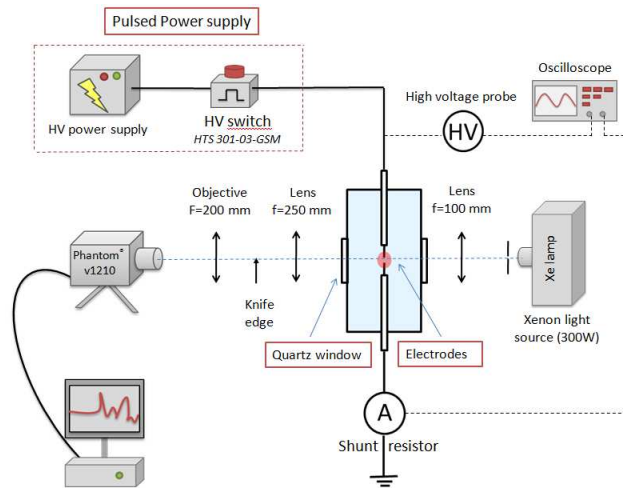 Pulsed Power supply
Oscilloscope
High voltage probe
HV
HV power supply
HV switch
HTS 301-03-GSM
Objective
F=200 mm
Lens
f=250 mm
Lens
f=100 mm
Phantom®
v1210
Xe lamp
Knife
edge
Quartz window
Electrodes
Xenon light
source (300W)
A
Shunt resistor